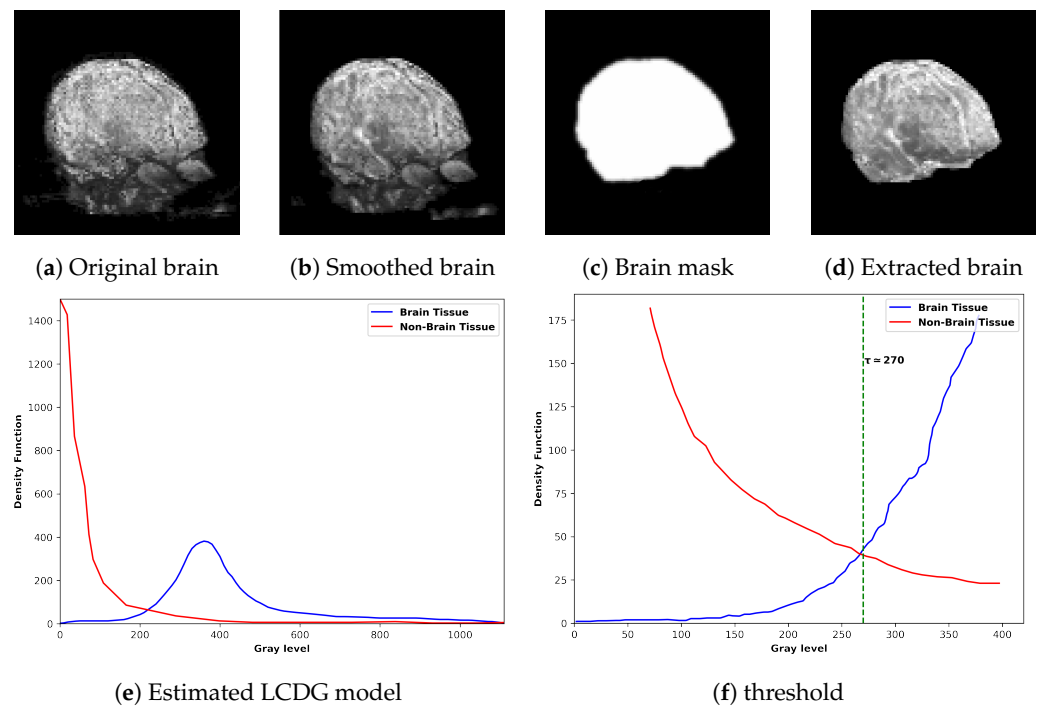 (a) Original brain
(b) Smoothed brain
(c) Brain mask
(d) Extracted brain
Brain Tissue
Non-Brain Tissue
1400
1200
1000
800
600
400
200
0
Density Function
0 200 400 600 800 1000
Gray level
(e) Estimated LCDG model
Brain Tissue
Non-Brain Tissue
τ ≃ 270
175
150
125
100
75
50
25
0
Density Function
0 50 100 150 200 250 300 350 400
Gray level
(f) threshold